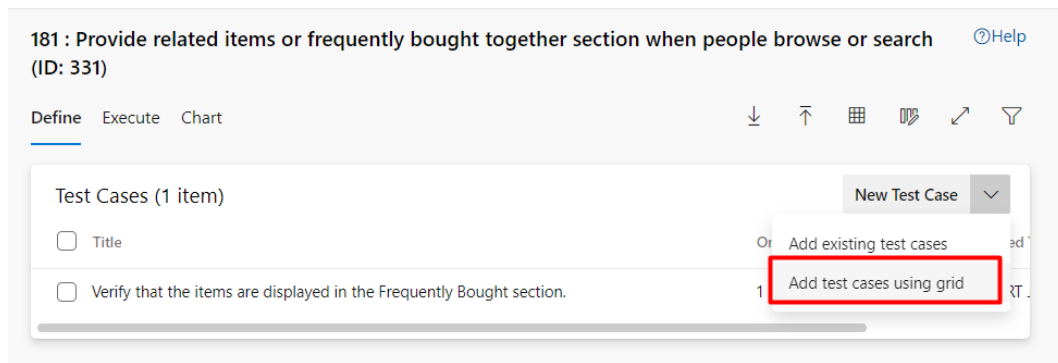 181 : Provide related items or frequently bought together section when people browse or search
(ID: 331)
Help
Define Execute Chart
Test Cases (1 item)
New Test Case
Title
Add existing test cases
Add test cases using grid
Verify that the items are displayed in the Frequently Bought section.
1